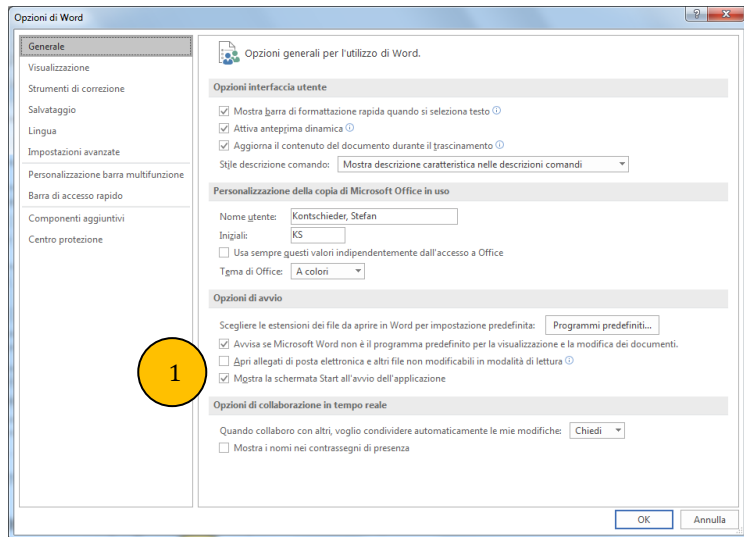 Opzioni di Word
Generale
Visualizzazione
Strumenti di correzione
Salvataggio
Lingua
Impostazioni avanzate
Personalizzazione barra multifunzione
Barra di accesso rapido
Componenti aggiuntivi
Centro protezione
Opzioni generali per l'utilizzo di Word.
Opzioni interfaccia utente
Mostra barra di formattazione rapida quando si seleziona testo
Attiva anteprima dinamica
Aggiorna il contenuto del documento durante il trascinamento
Stile descrizione comando: Mostra descrizione caratteristica nelle descrizioni comandi
Personalizzazione della copia di Microsoft Office in uso
Nome utente: Kontschieder, Stefan
Iniziali: KS
Usa sempre questi valori indipendentemente dall'accesso a Office
Tema di Office: A colori
Opzioni di avvio
Scegliere le estensioni dei file da aprire in Word per impostazione predefinita: Programmi predefiniti...
Avvisa se Microsoft Word non è il programma predefinito per la visualizzazione e la modifica dei documenti.
Apri allegati di posta elettronica e altri file non modificabili in modalità di lettura
1
Mostra la schermata Start all'avvio dell'applicazione
Opzioni di collaborazione in tempo reale
Quando collaboro con altri, voglio condividere automaticamente le mie modifiche: Chiedi
Mostra i nomi nei contrassegni di presenza
OK Annulla